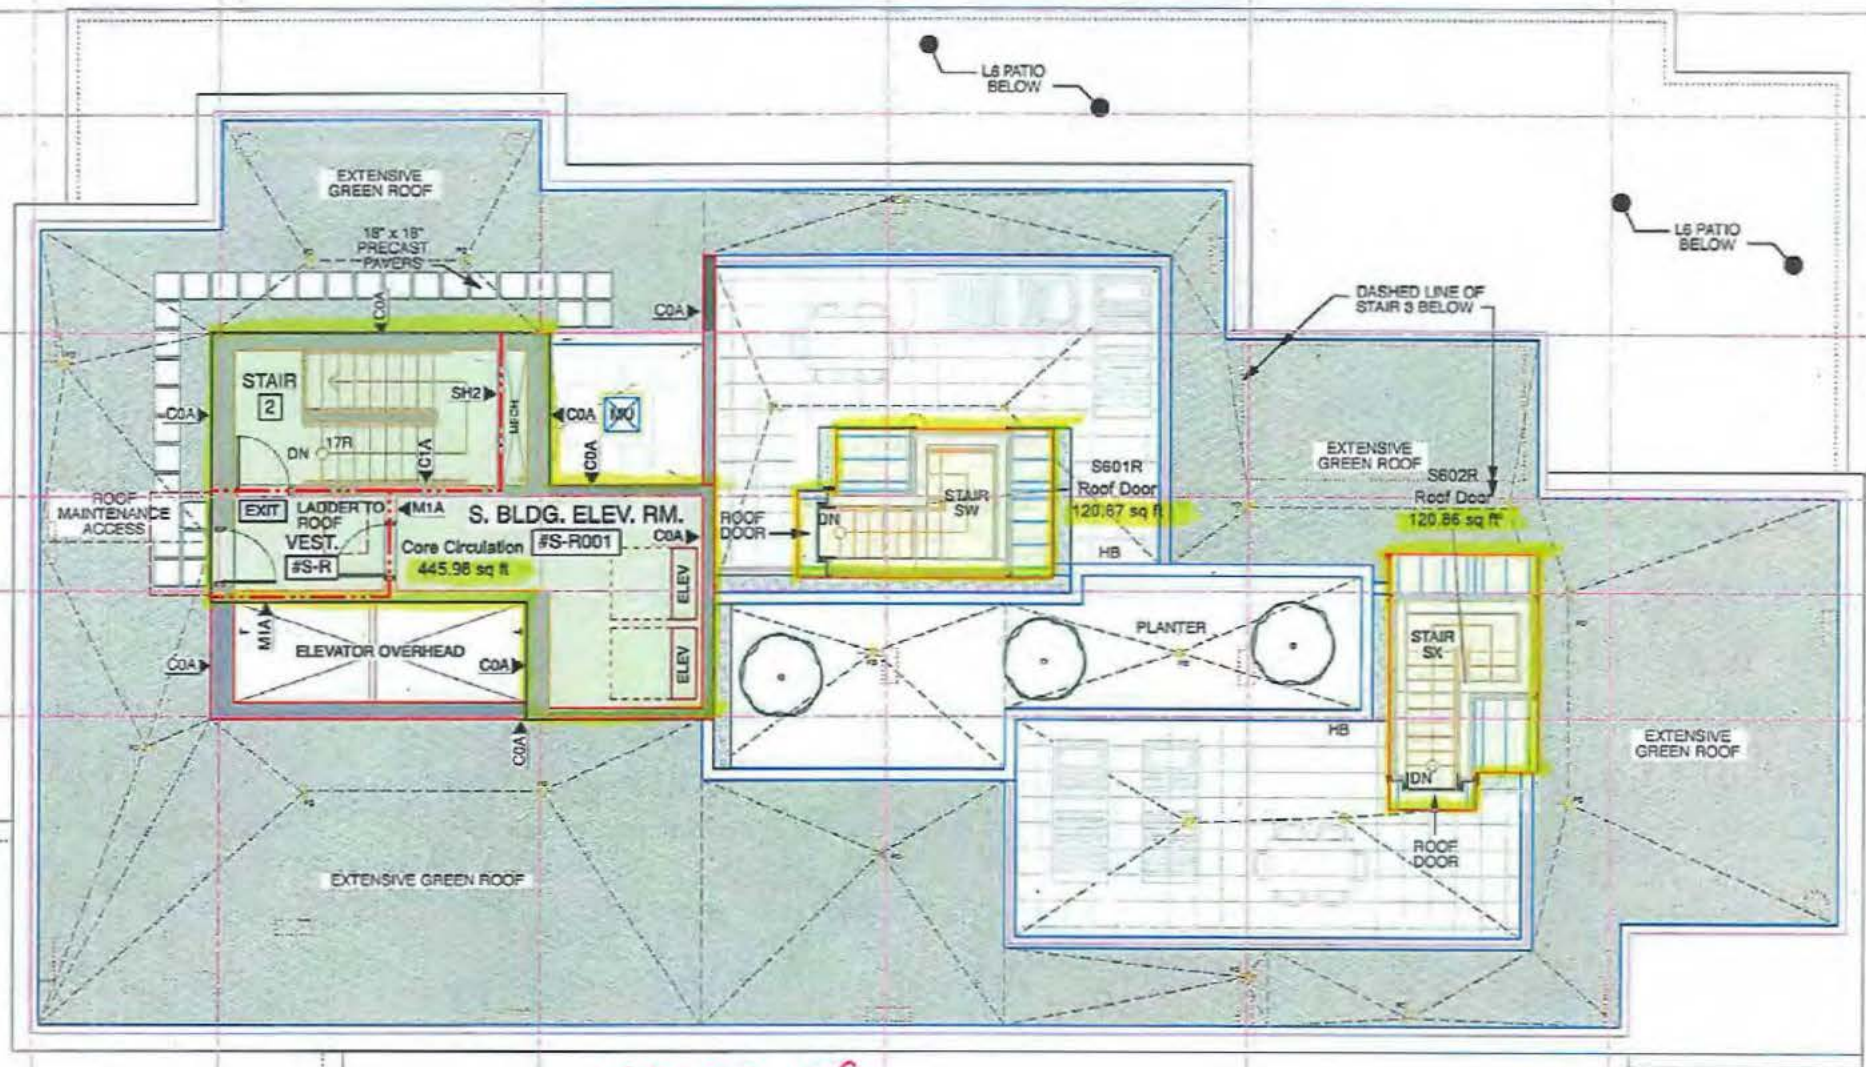 L6 PATIO
BELOW
EXTENSIVE
GREEN ROOF
18" x 18"
PRECAST
PAVERS
L6 PATIO
BELOW
DASHED LINE OF
STAIR 3 BELOW
C0A
C0A
STAIR
2
SH2
MECH
C0A
C0A
MU
C0A
DN
17R
C1A
EXTENSIVE
GREEN ROOF
S601R
Roof Door
120.67 sq ft
S602R
Roof Door
120.86 sq ft
STAIR
SW
DN
ROOF
DOOR
HB
ROOF
MAINTENANCE
ACCESS
EXIT
LADDER TO
ROOF
VEST.
#S-R
M1A
S. BLDG. ELEV. RM.
#S-R001
Core Circulation
445.98 sq ft
C0A
ELEV
ELEV
M1A
C0A
ELEVATOR OVERHEAD
C0A
C0A
PLANTER
STAIR
SX
DN
HB
ROOF
DOOR
EXTENSIVE
GREEN ROOF
EXTENSIVE GREEN ROOF